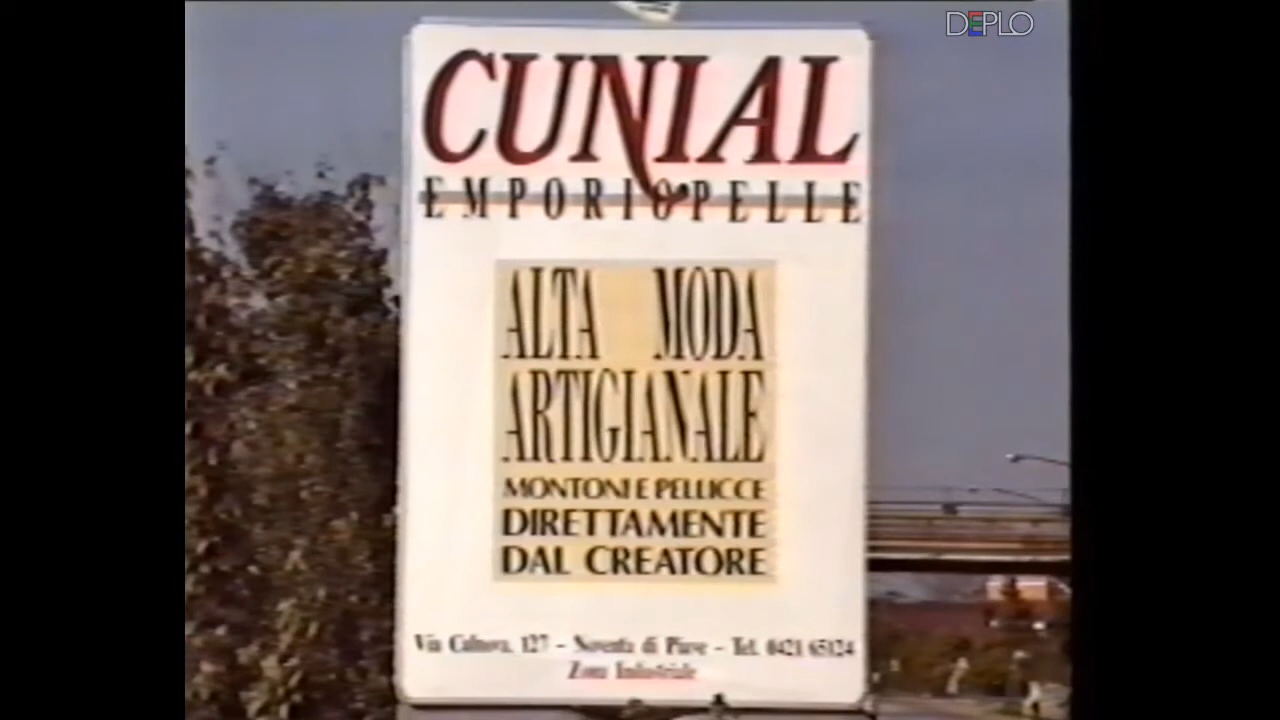 DEPLO
CUNIAL
EMPORIO PELLE
ALTA MODA
ARTIGIANALE
MONTONI E PELLICCE
DIRETTAMENTE
DAL CREATORE
Via Calnova, 127 - Noventa di Piave - Tel. 0421 65124
Zona Industriale